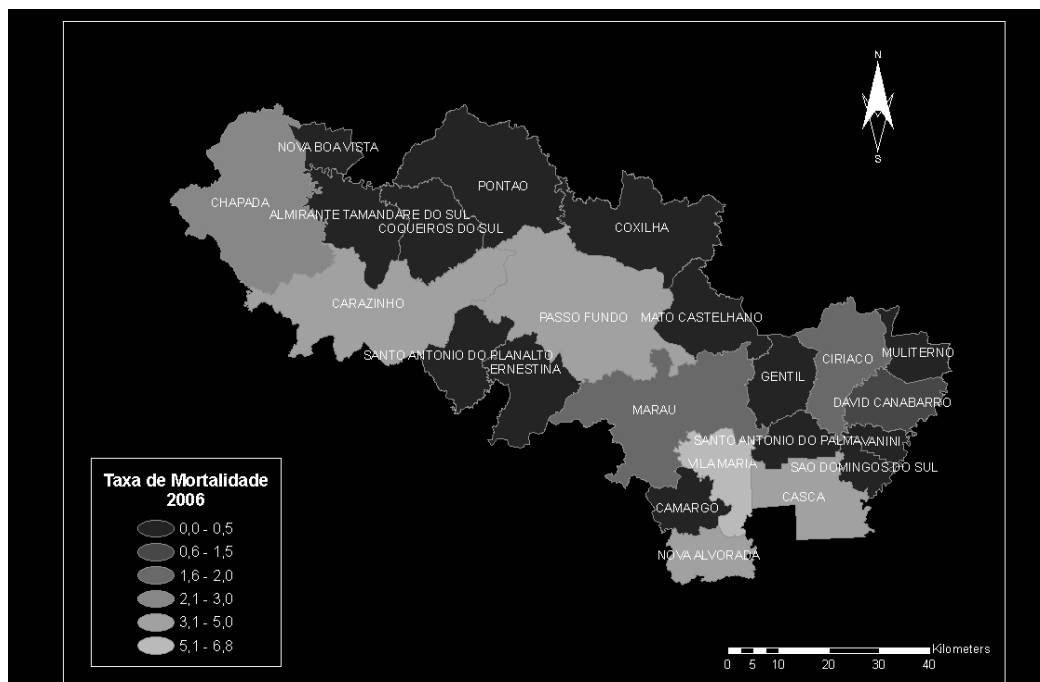 N
S
NOVA BOA VISTA
PONTAO
CHAPADA
ALMIRANTE TAMANDARE DO SUL
COQUEIROS DO SUL
COXILHA
CARAZINHO
PASSO FUNDO
MATO CASTELHANO
SANTO ANTONIO DO PLANALTO
ERNESTINA
GENTIL
CIRIACO
MULITERNO
DAVID CANABARRO
MARAU
SANTO ANTONIO DO PALMA
VANINI
VILA MARIA
SAO DOMINGOS DO SUL
CASCA
CAMARGO
NOVA ALVORADA
Taxa de Mortalidade
2006
0,0 - 0,5
0,6 - 1,5
1,6 - 2,0
2,1 - 3,0
3,1 - 5,0
5,1 - 6,8
Kilometers
0 5 10 20 30 40